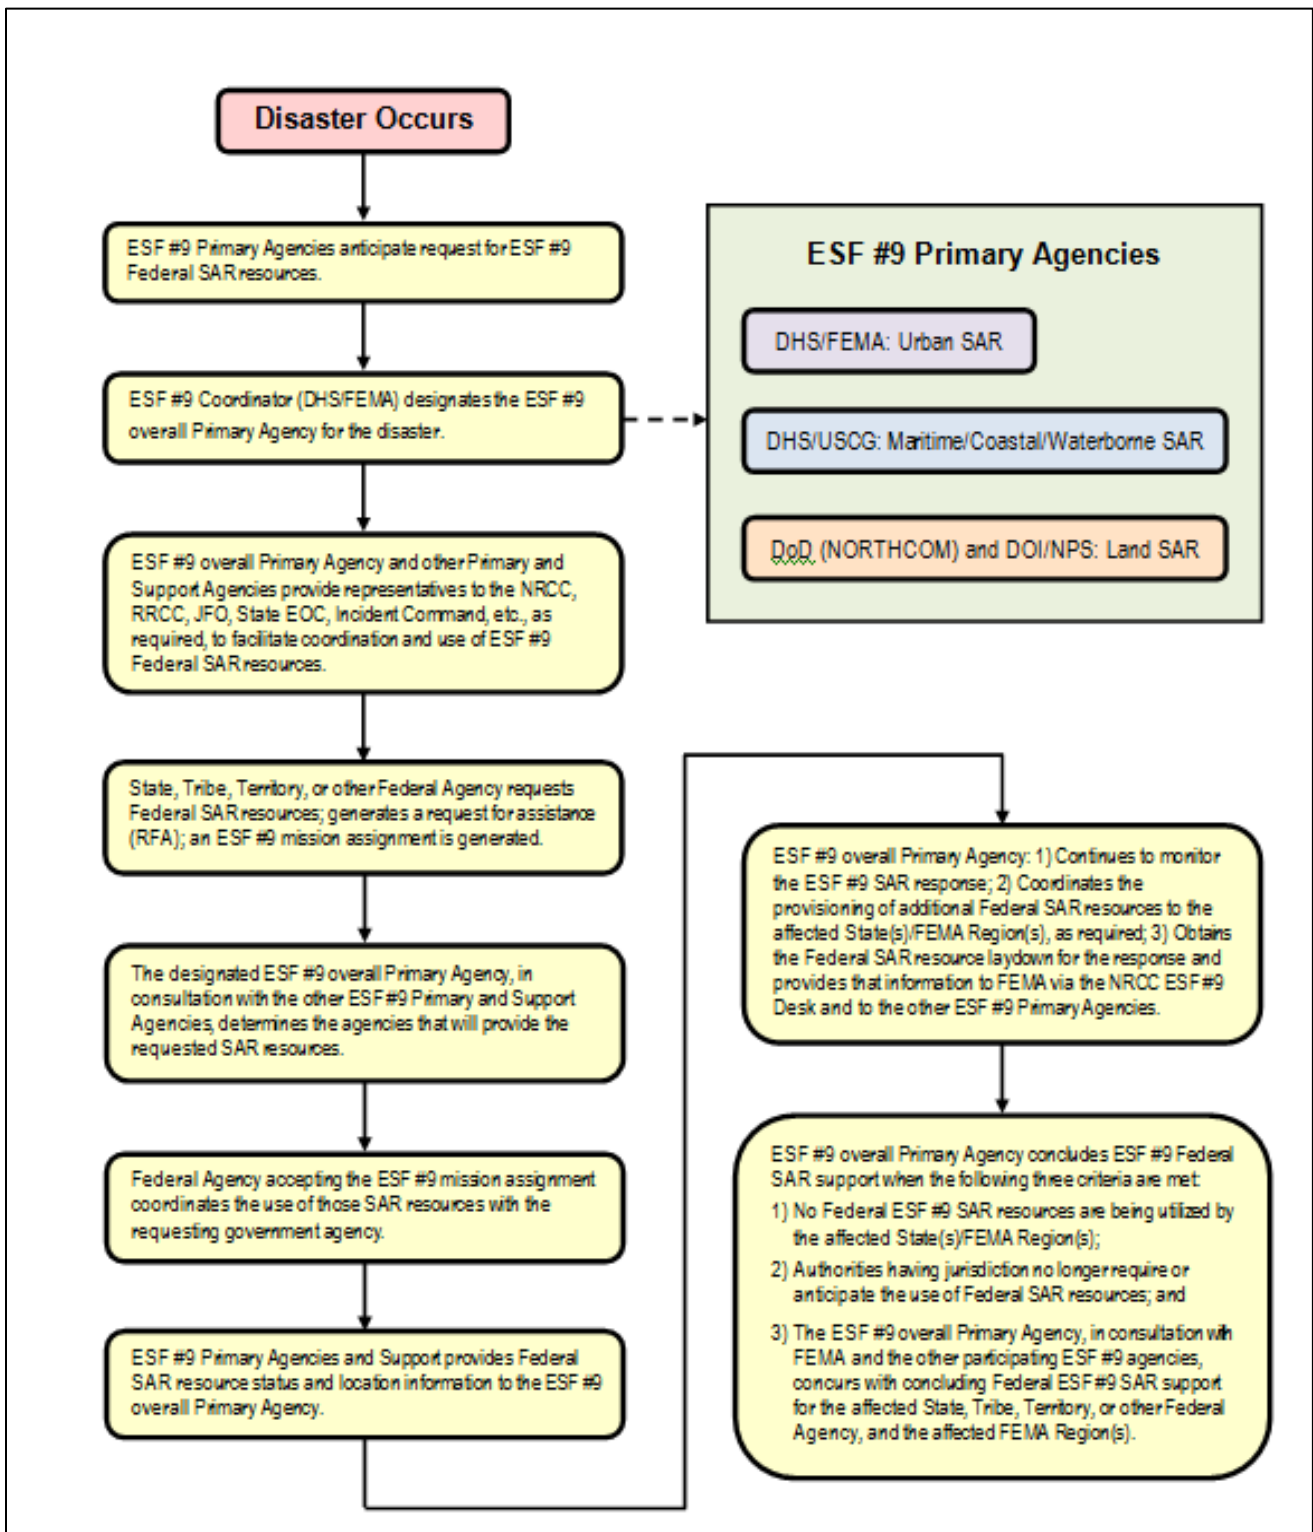 Disaster Occurs
ESF #9 Primary Agencies anticipate request for ESF #9
Federal SAR resources.
ESF #9 Coordinator (DHS/FEMA) designates the ESF #9
overall Primary Agency for the disaster.
ESF #9 Primary Agencies
DHS/FEMA: Urban SAR
DHS/USCG: Maritime/Coastal/Waterborne SAR
DoD (NORTHCOM) and DOI/NPS: Land SAR
ESF #9 overall Primary Agency and other Primary and
Support Agencies provide representatives to the NRCC,
RRCC, JFO, State EOC, Incident Command, etc., as
required, to facilitate coordination and use of ESF #9
Federal SAR resources.
State, Tribe, Territory, or other Federal Agency requests
Federal SAR resources; generates a request for assistance
(RFA); an ESF #9 mission assignment is generated.
The designated ESF #9 overall Primary Agency, in
consultation with the other ESF #9 Primary and Support
Agencies, determines the agencies that will provide the
requested SAR resources.
Federal Agency accepting the ESF #9 mission assignment
coordinates the use of those SAR resources with the
requesting government agency.
ESF #9 Primary Agencies and Support provides Federal
SAR resource status and location information to the ESF #9
overall Primary Agency.
ESF #9 overall Primary Agency: 1) Continues to monitor
the ESF #9 SAR response; 2) Coordinates the
provisioning of additional Federal SAR resources to the
affected State(s)/FEMA Region(s), as required; 3) Obtains
the Federal SAR resource laydown for the response and
provides that information to FEMA via the NRCC ESF #9
Desk and to the other ESF #9 Primary Agencies.
ESF #9 overall Primary Agency concludes ESF #9 Federal
SAR support when the following three criteria are met:
1) No Federal ESF #9 SAR resources are being utilized by
the affected State(s)/FEMA Region(s);
2) Authorities having jurisdiction no longer require or
anticipate the use of Federal SAR resources; and
3) The ESF #9 overall Primary Agency, in consultation with
FEMA and the other participating ESF #9 agencies,
concurs with concluding Federal ESF #9 SAR support
for the affected State, Tribe, Territory, or other Federal
Agency, and the affected FEMA Region(s).